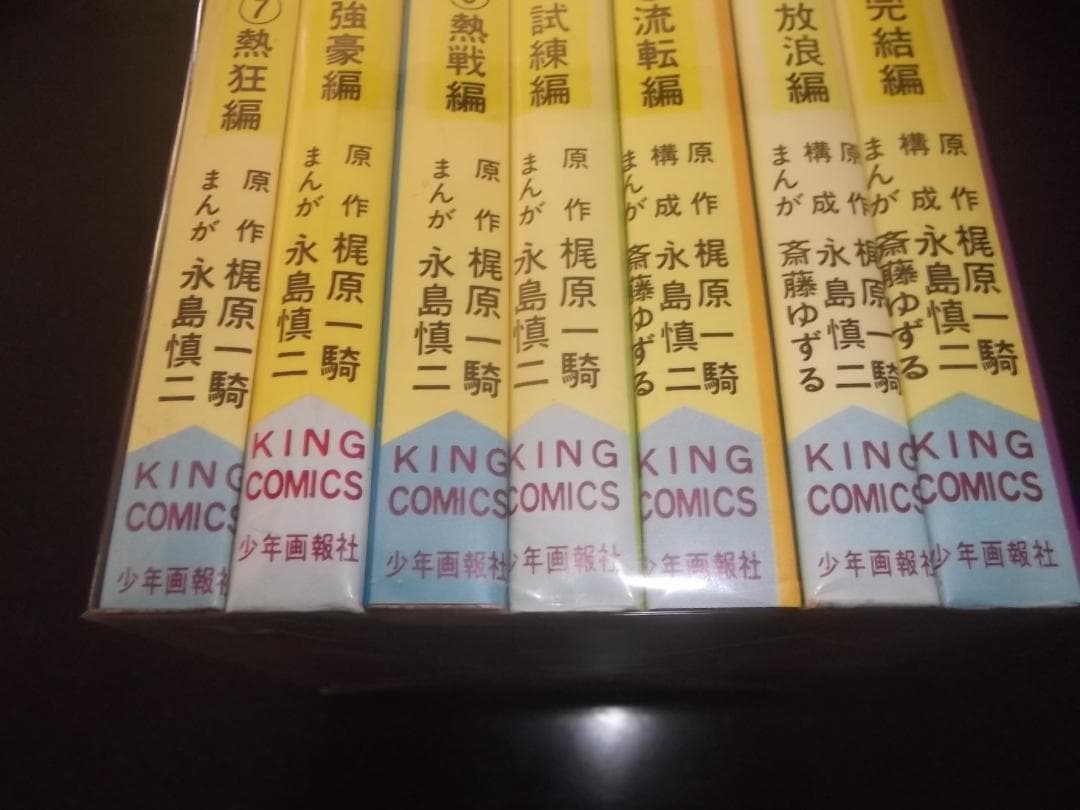 ⑦熱狂編
原作 梶原一騎
まんが 永島慎二
KING
COMICS
少年画報社
強豪編
原作 梶原一騎
まんが 永島慎二
KING
COMICS
少年画報社
熱戦編
原作 梶原一騎
まんが 永島慎二
KING
COMICS
少年画報社
試練編
原作 梶原一騎
まんが 永島慎二
KING
COMICS
少年画報社
流転編
原作 梶原一騎
構成 永島慎二
まんが 斎藤ゆずる
KING
COMICS
少年画報社
放浪編
原作 梶原一騎
構成 永島慎二
まんが 斎藤ゆずる
KING
COMICS
少年画報社
完結編
原作 梶原一騎
構成 永島慎二
まんが 斎藤ゆずる
KING
COMICS
少年画報社